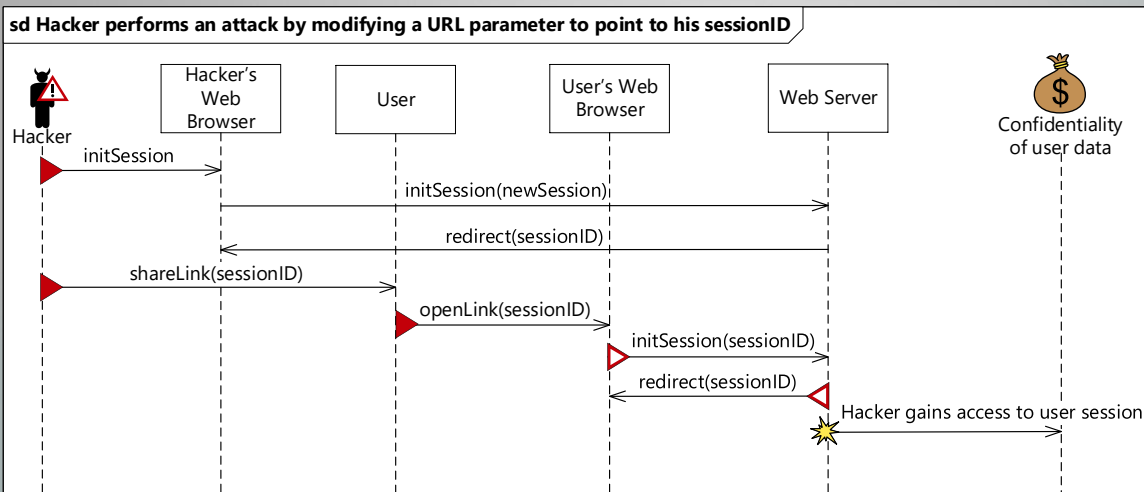 sd Hacker performs an attack by modifying a URL parameter to point to his sessionID
Hacker
Hacker's
Web
Browser
User
User's Web
Browser
Web Server
$
Confidentiality
of user data
!
initSession
initSession(newSession)
redirect(sessionID)
shareLink(sessionID)
openLink(sessionID)
initSession(sessionID)
redirect(sessionID)
Hacker gains access to user session